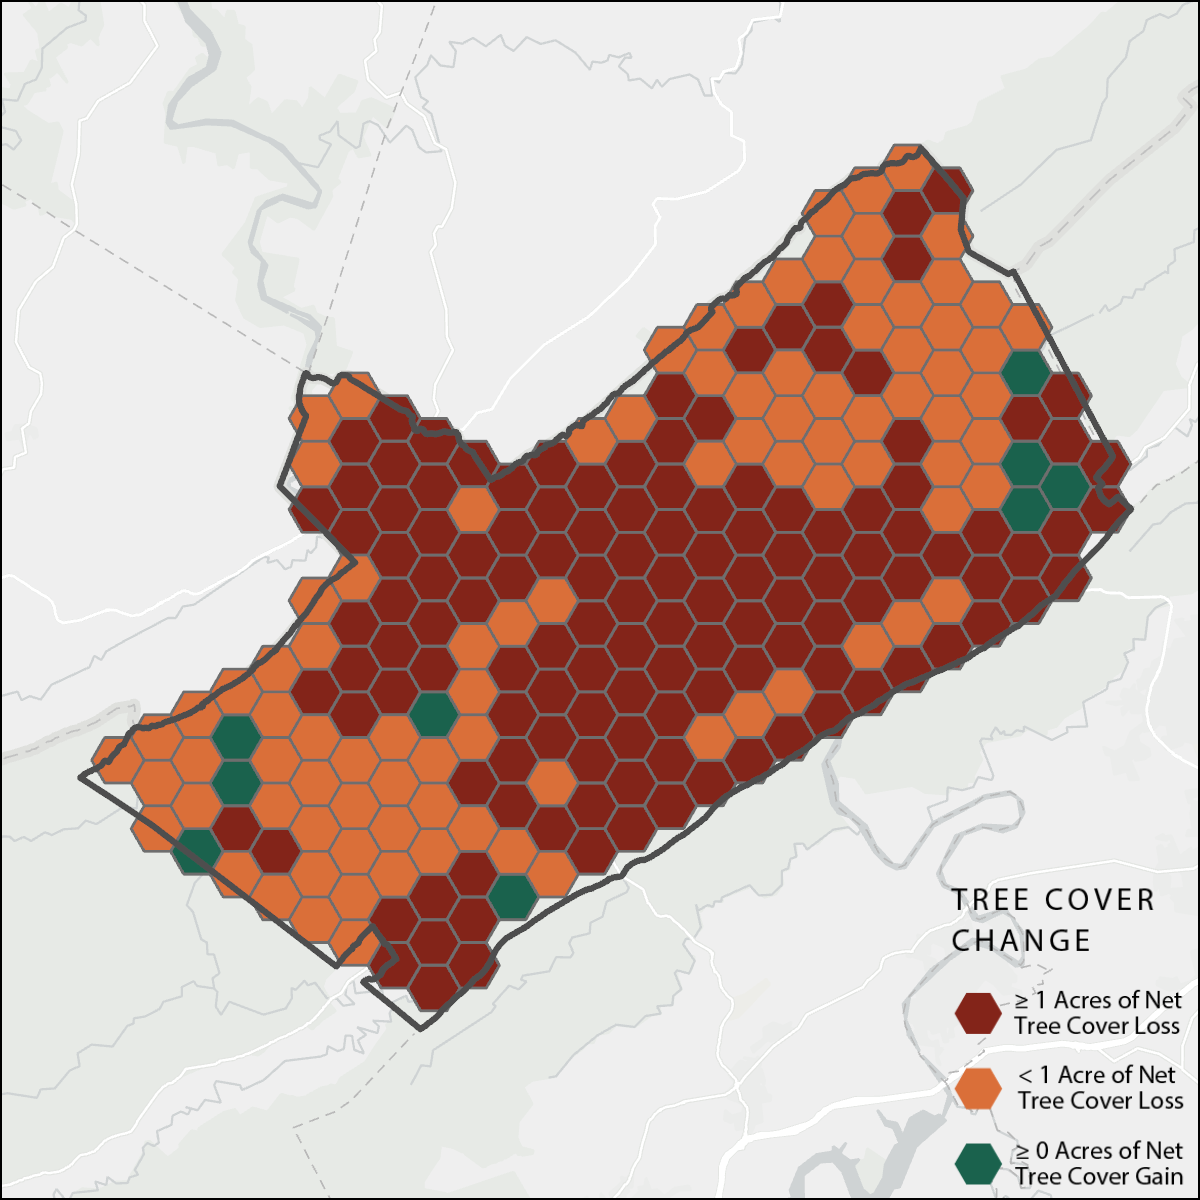 TREE COVER
CHANGE
≥ 1 Acres of Net
Tree Cover Loss
< 1 Acre of Net
Tree Cover Loss
≥ 0 Acres of Net
Tree Cover Gain